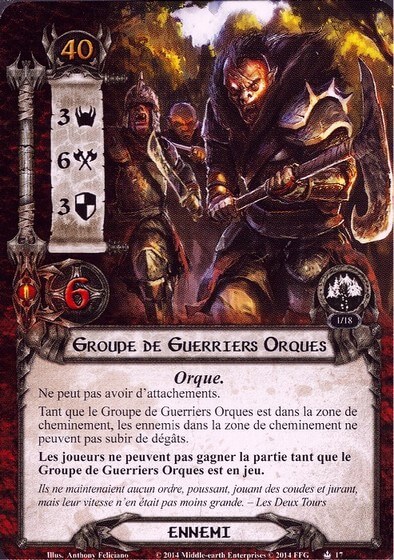 40
3
6
3
6
1/18
Groupe de Guerriers Orques
Orque.
Ne peut pas avoir d'attachements.
Tant que le Groupe de Guerriers Orques est dans la zone de
cheminement, les ennemis dans la zone de cheminement ne
peuvent pas subir de dégâts.
Les joueurs ne peuvent pas gagner la partie tant que le
Groupe de Guerriers Orques est en jeu.
Ils ne maintenaient aucun ordre, poussant, jouant des coudes et jurant,
mais leur vitesse n'en était pas moins grande. – Les Deux Tours
ENNEMI
Illus. Anthony Feliciano © 2014 Middle-earth Enterprises © 2014 FFG 17